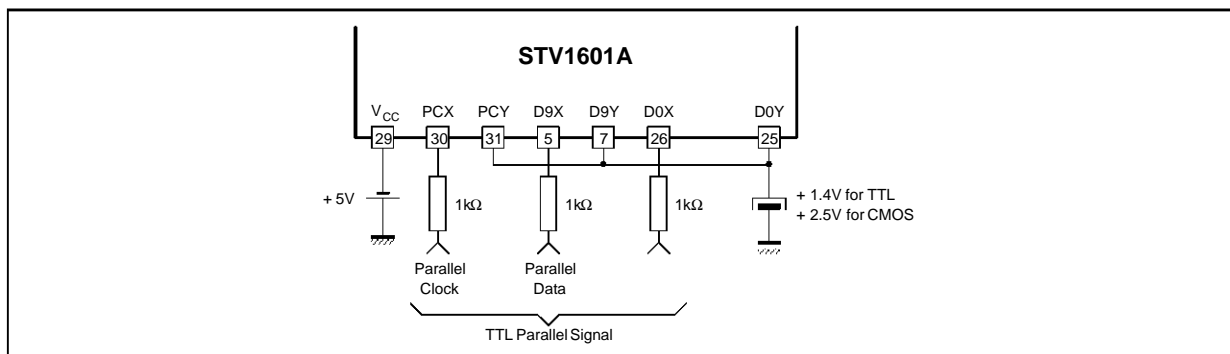 STV1601A
V_CC PCX PCY D9X D9Y D0X D0Y
29 30 31 5 7 26 25
+ 5V 1kΩ 1kΩ 1kΩ + 1.4V for TTL
+ 2.5V for CMOS
Parallel Parallel
Clock Data
TTL Parallel Signal